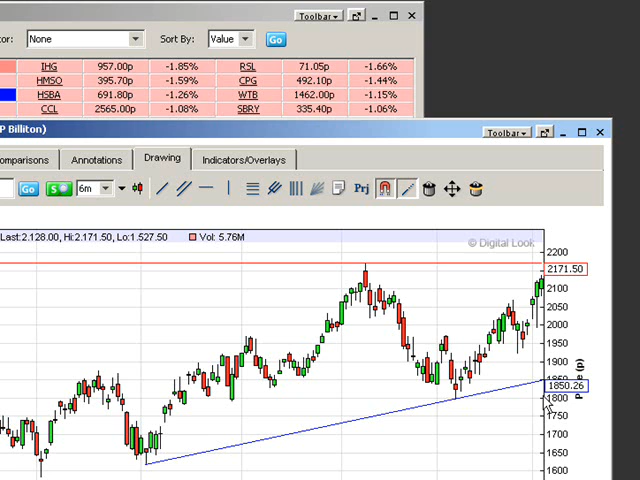 Toolbar
or:
None
Sort By:
Value
Go
IHG 957.00p -1.85% RSL 71.05p -1.66%
HMSO 395.70p -1.59% CPG 492.10p -1.44%
HSBA 691.80p -1.26% WTB 1462.00p -1.15%
CCL 2565.00p -1.08% SBRY 335.40p -1.06%
P Billiton)
Toolbar
omparisons
Annotations
Drawing
Indicators/Overlays
Go
S
6m
Prj
Last:2.128.00, Hi:2.171.50, Lo:1.527.50
Vol: 5.76M
© Digital Look
2200
2171.50
2100
2050
2000
1950
1900
1850.26
1800
1750
1700
1650
1600
(p)